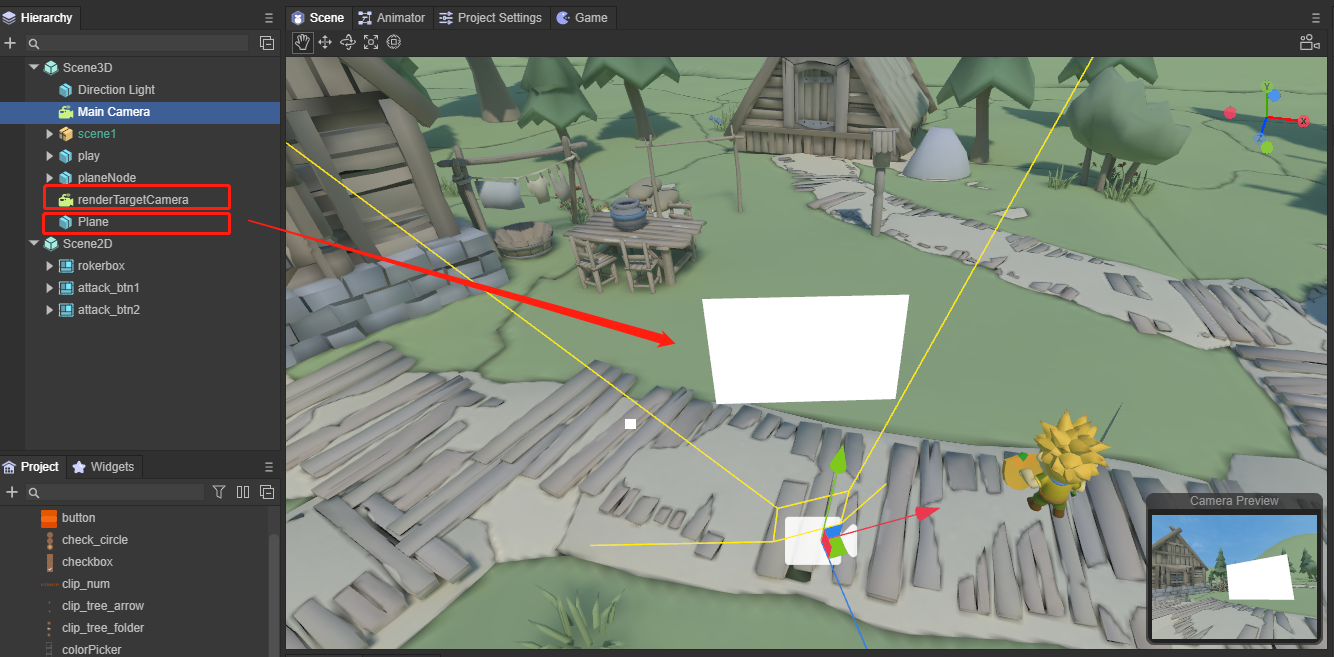 Hierarchy
Scene3D
Direction Light
Main Camera
scene1
play
planeNode
renderTargetCamera
Plane
Scene2D
rokerbox
attack_btn1
attack_btn2
Project Widgets
button
check_circle
checkbox
clip_num
clip_tree_arrow
clip_tree_folder
colorPicker
Scene Animator Project Settings Game
Y
X
Camera Preview